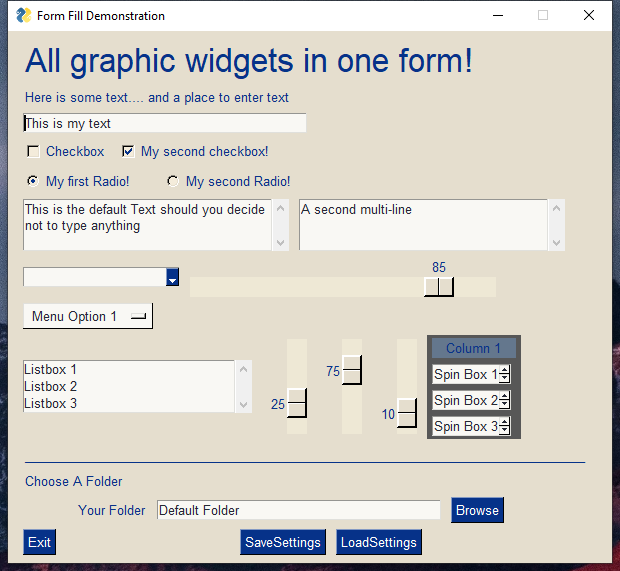 Form Fill Demonstration
All graphic widgets in one form!
Here is some text.... and a place to enter text
This is my text
Checkbox My second checkbox!
My first Radio! My second Radio!
This is the default Text should you decide
not to type anything
A second multi-line
85
Menu Option 1
Listbox 1
Listbox 2
Listbox 3
25
75
10
Column 1
Spin Box 1
Spin Box 2
Spin Box 3
Choose A Folder
Your Folder Default Folder Browse
Exit SaveSettings LoadSettings